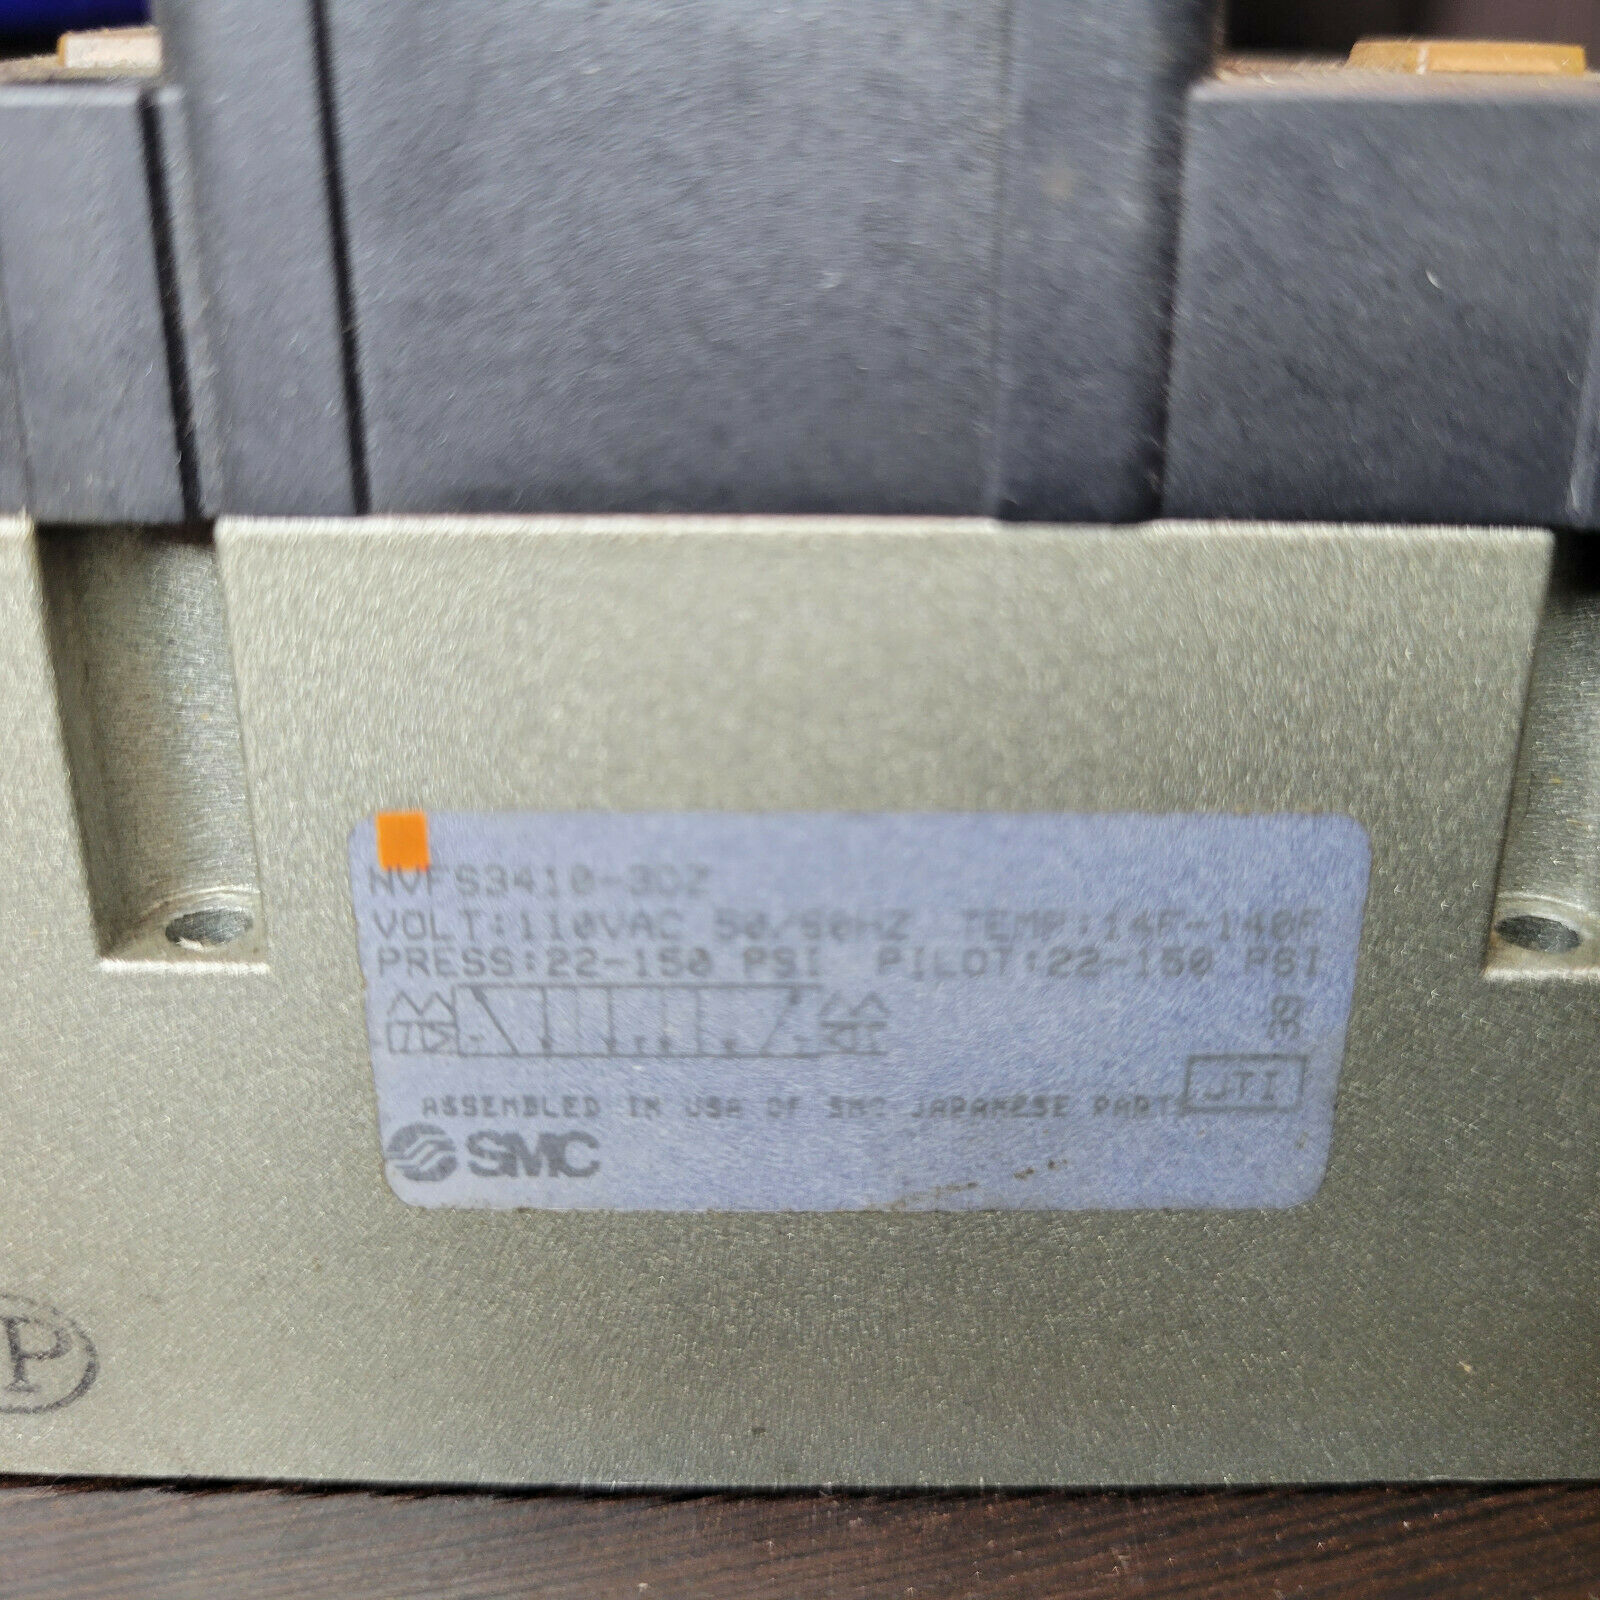 NVFS3410-3DZ
VOLT:110VAC 50/60HZ TEMP:14F-140F
PRESS:22-150 PSI PILOT:22-150 PSI
39
JTI
ASSEMBLED IN USA OF SMC JAPANESE PARTS
SMC
P